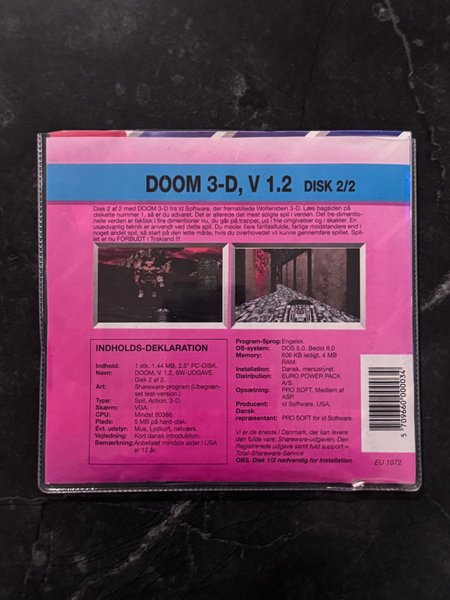 DOOM 3-D, V 1.2 DISK 2/2
Disk 2 af 2 med DOOM 3-D fra id Software, der fremstillede Wolfenstein 3-D. Læs bagsiden på
diskette nummer 1, så er du advaret. Det er allerede det mest solgte spil i verden. Det tre-dimentio-
nelle verden er faktisk i fire dimentioner nu, du går på trapper, ud i frie omgivelser og i skakter. En
usædvanlig teknik er anvendt ved dette spil. Du møder flere fantasifulde, farlige modstandere end i
noget andet spil, så start på den lette måde, hvis du overhovedet vil kunne gennemføre spillet. Spil-
let er nu FORBUDT i Tyskland !!!
INDHOLDS-DEKLARATION
Indhold: 1 stk. 1,44 MB, 3.5" PC-DISK.
Navn: DOOM, V 1.2, SW-UDGAVE,
Disk 2 af 2.
Art: Shareware-program (Ubegræn-
set test-version.)
Type: Spil, Action, 3-D.
Skærm: VGA.
CPU: Mindst 80386.
Plads: 5 MB på hard-disk.
Evt. udstyr: Mus, Lydkort, netværk.
Vejledning: Kort dansk introduktion.
Bemærkning: Anbefalet mindste alder i USA
er 12 år.
Program-Sprog: Engelsk.
OS-system: DOS 5.0, Bedst 6.0
Memory: 606 KB ledigt, 4 MB
RAM.
Installation: Dansk, menustyret.
Distribution: EURO POWER PACK
A/S.
Opsætning: PRO SOFT, Medlem af
ASP.
Producent: id Software, USA.
Dansk
repræsentant: PRO SOFT for id Software.
Vi er de eneste i Danmark, der kan levere
den fulde vare: Shareware-udgaven, Den
Registrerede udgave samt fuld support =
Total-Shareware-Service
OBS. Disk 1/2 nødvendig for installation.
5 709660 000034
EU 1072